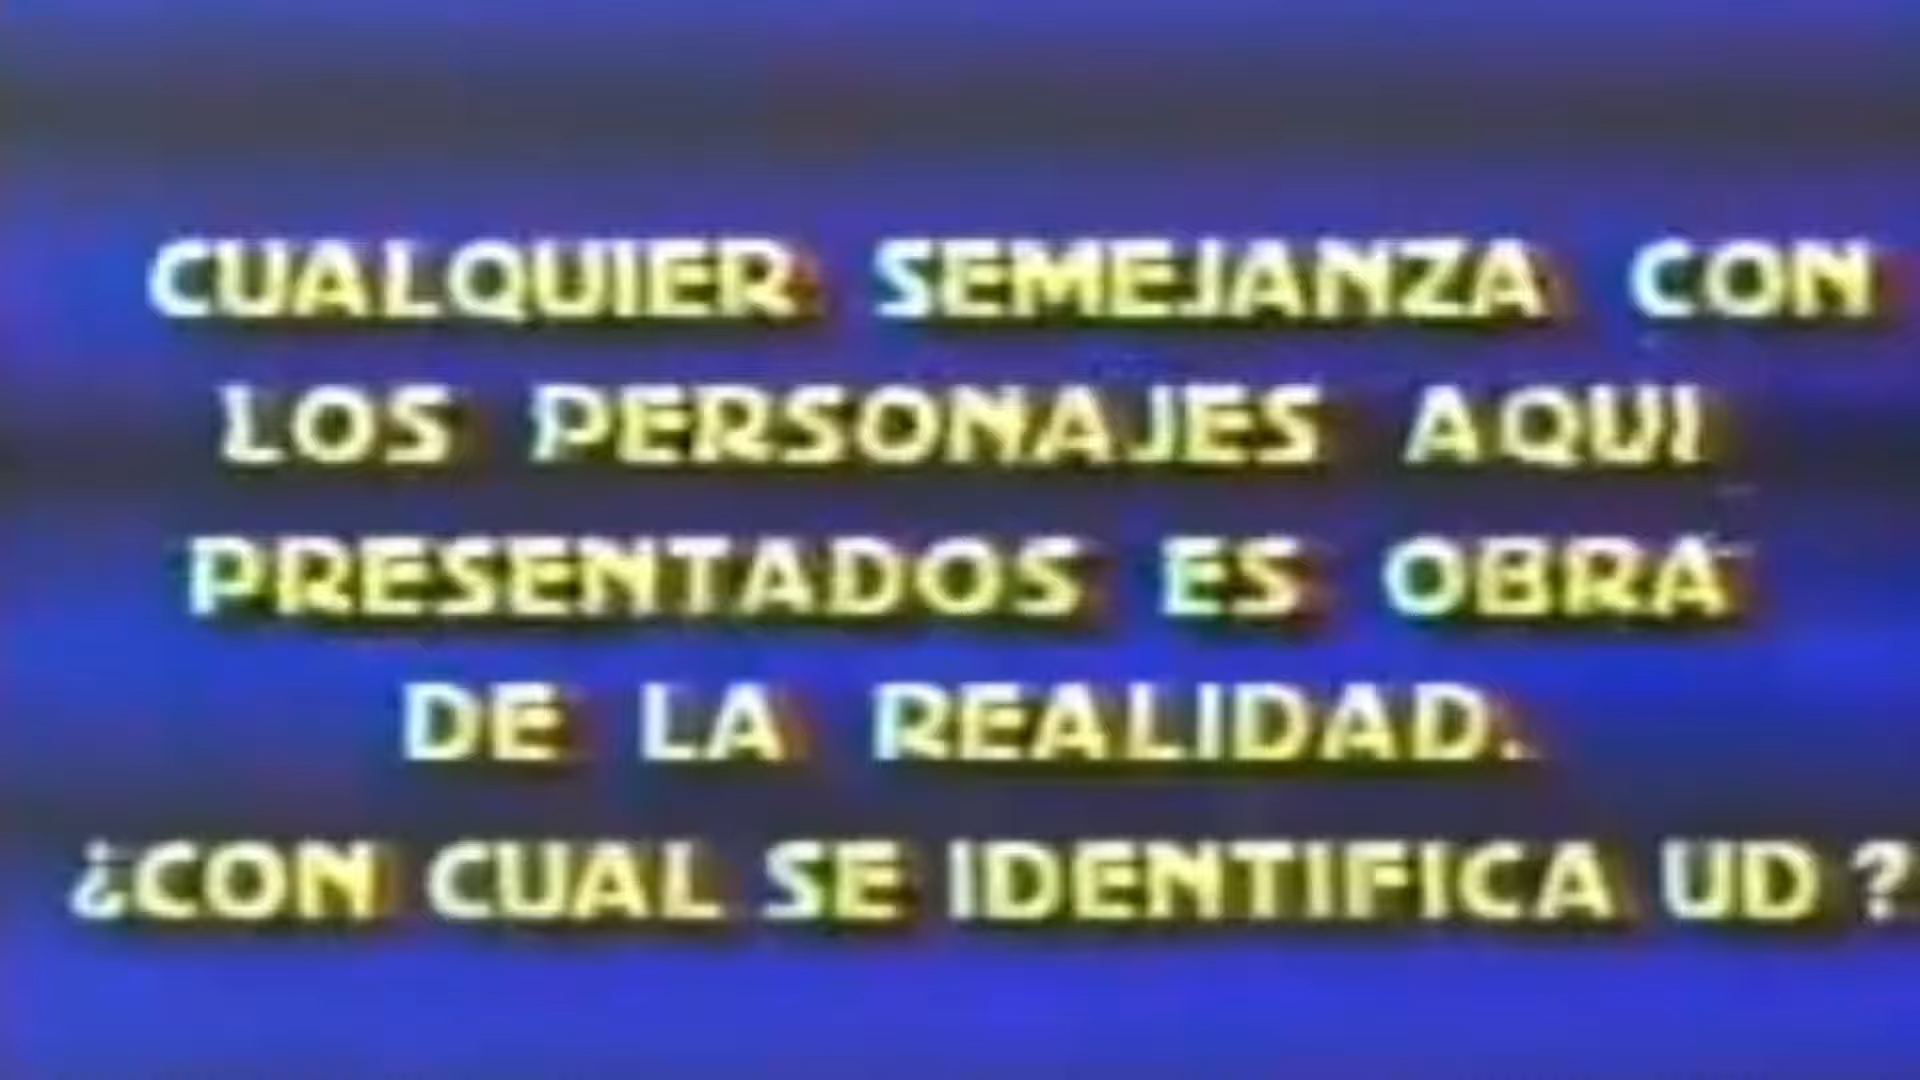 CUALQUIER SEMEJANZA CON
LOS PERSONAJES AQUI
PRESENTADOS ES OBRA
DE LA REALIDAD.
¿CON CUAL SE IDENTIFICA UD?